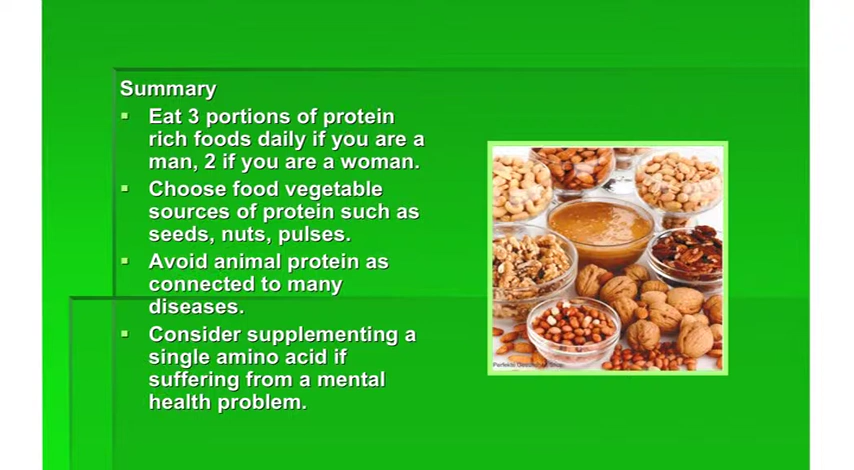 Summary
Eat 3 portions of protein
rich foods daily if you are a
man, 2 if you are a woman.
Choose food vegetable
sources of protein such as
seeds, nuts, pulses.
Avoid animal protein as
connected to many
diseases.
Consider supplementing a
single amino acid if
suffering from a mental
health problem.